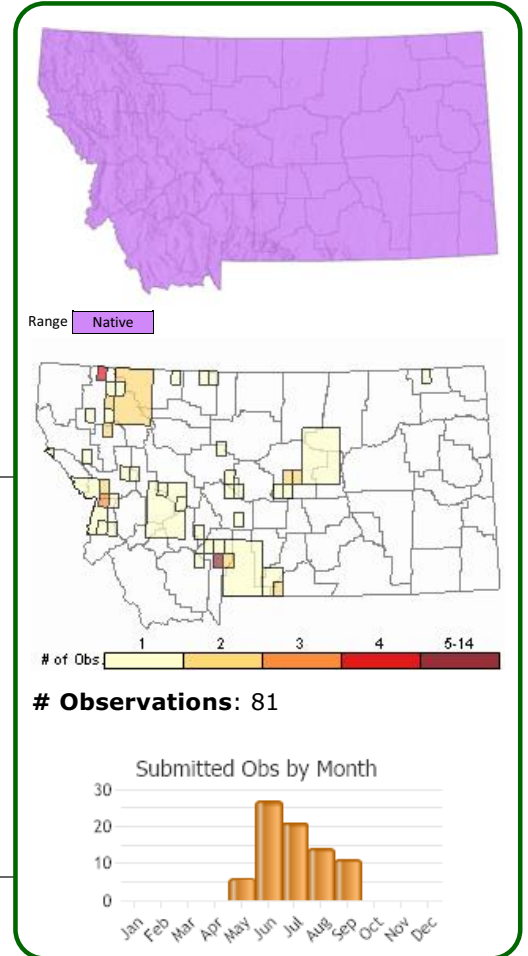 Range Native
1 2 3 4 5-14
# of Obs.
# Observations: 81
Submitted Obs by Month
30
20
10
0
Jan Feb Mar Apr May Jun Jul Aug Sep Oct Nov Dec